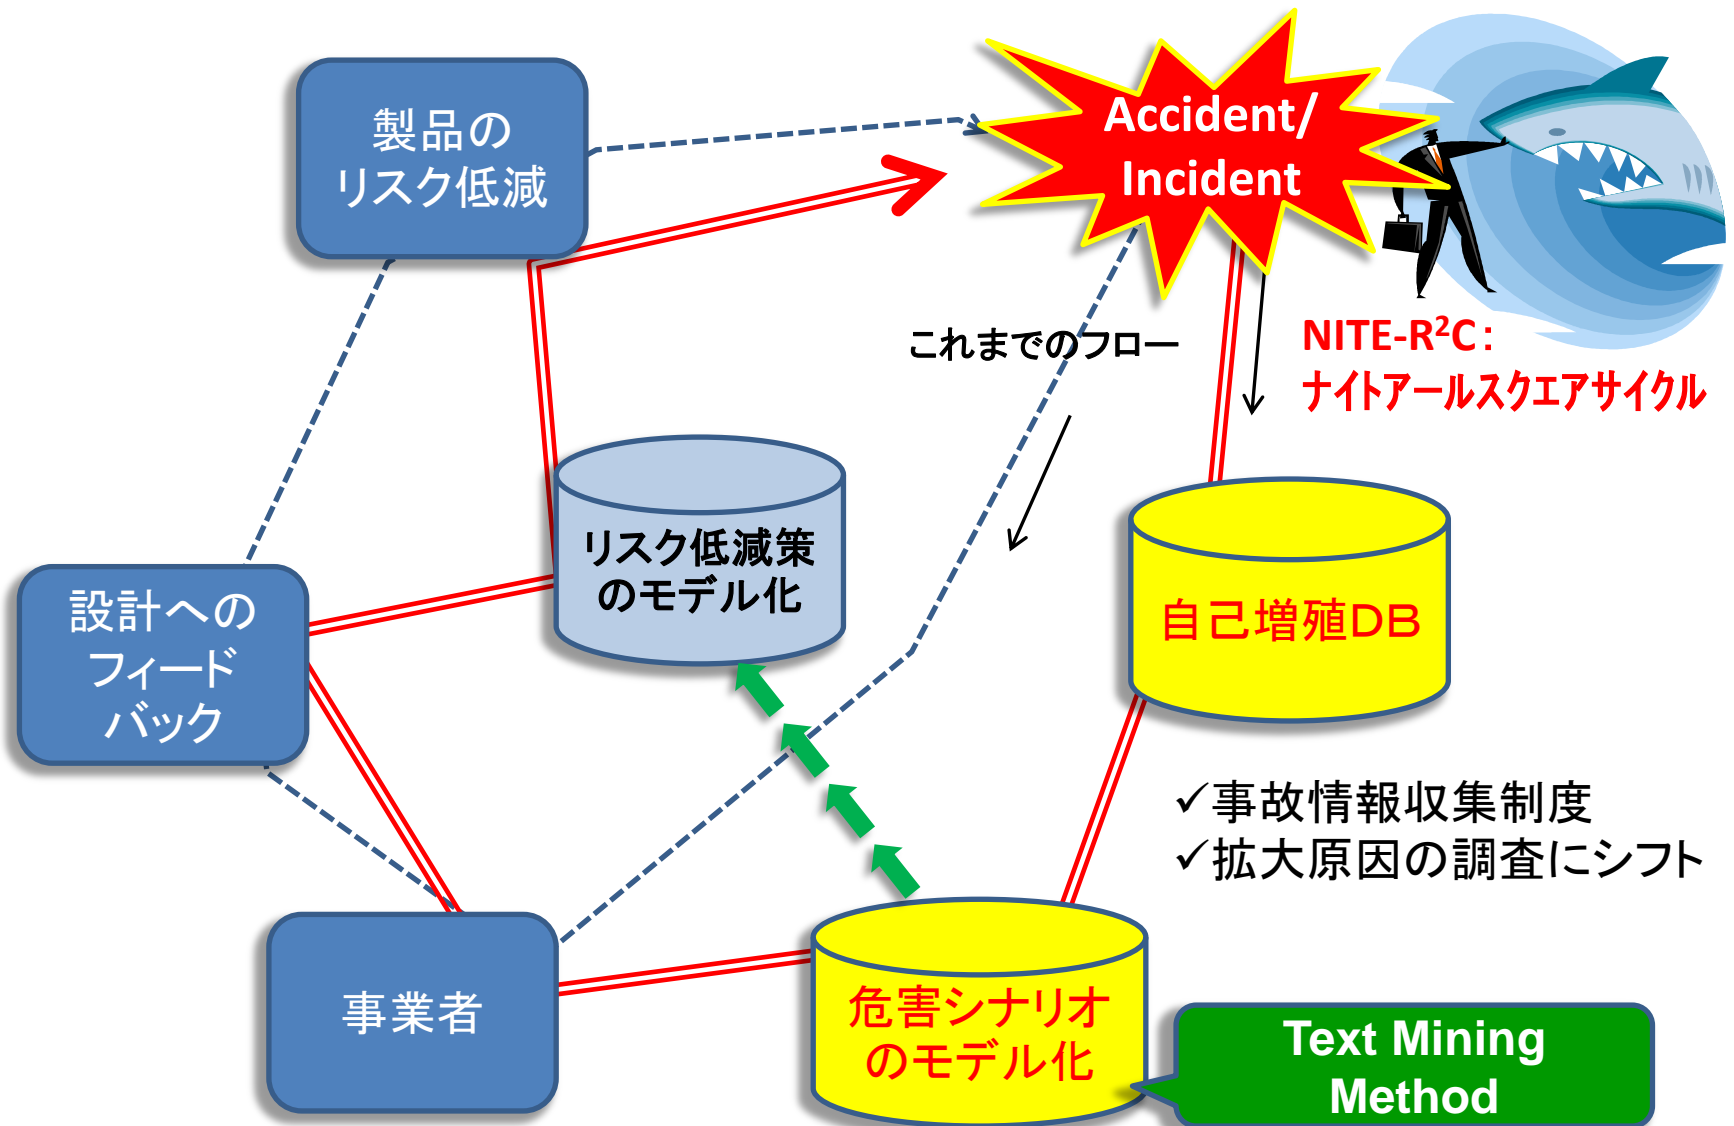 製品の
リスク低減
Accident/
Incident
これまでのフロー
NITE-R²C：
ナイトアールスクエアサイクル
リスク低減策
のモデル化
自己増殖ＤＢ
設計への
フィード
バック
✓事故情報収集制度
✓拡大原因の調査にシフト
事業者
危害シナリオ
のモデル化
Text Mining
Method